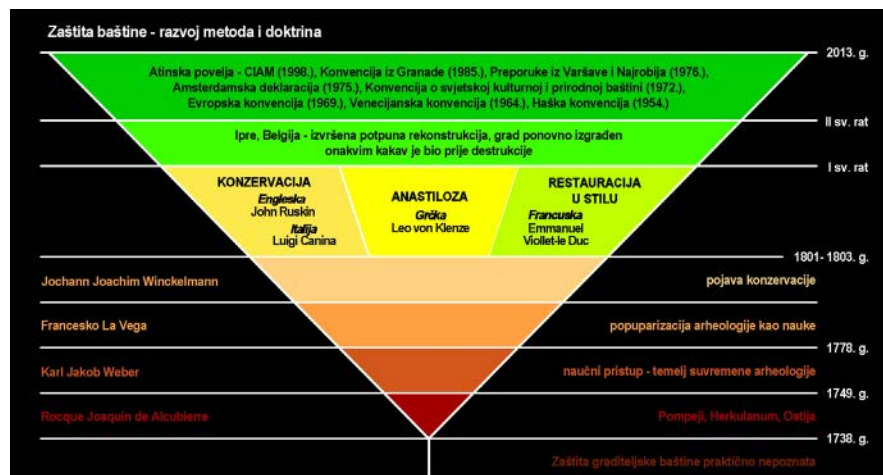 Zaštita baštine - razvoj metoda i doktrina
2013. g.
Atinska povelja - CIAM (1998.), Konvencija iz Granade (1985.), Preporuke iz Varšave i Najrobija (1976.),
Amsterdamska deklaracija (1975.), Konvencija o svjetskoj kulturnoj i prirodnoj baštini (1972.),
Evropska konvencija (1969.), Venecijanska konvencija (1964.), Haška konvencija (1954.)
II sv. rat
Ipre, Belgija - izvršena potpuna rekonstrukcija, grad ponovno izgrađen
onakvim kakav je bio prije destrukcije
I sv. rat
KONZERVACIJA
Engleska
John Ruskin
Italija
Luigi Canina
ANASTILOZA
Grčka
Leo von Klenze
RESTAURACIJA
U STILU
Francuska
Emmanuel
Viollet-le Duc
1801- 1803. g.
Jochann Joachim Winckelmann
pojava konzervacije
Francesko La Vega
popuparizacija arheologije kao nauke
1778. g.
Karl Jakob Weber
naučni pristup - temelj suvremene arheologije
1749. g.
Rocque Joaquin de Alcubierre
Pompeji, Herkulanum, Ostija
1738. g.
Zaštita graditeljske baštine praktično nepoznata